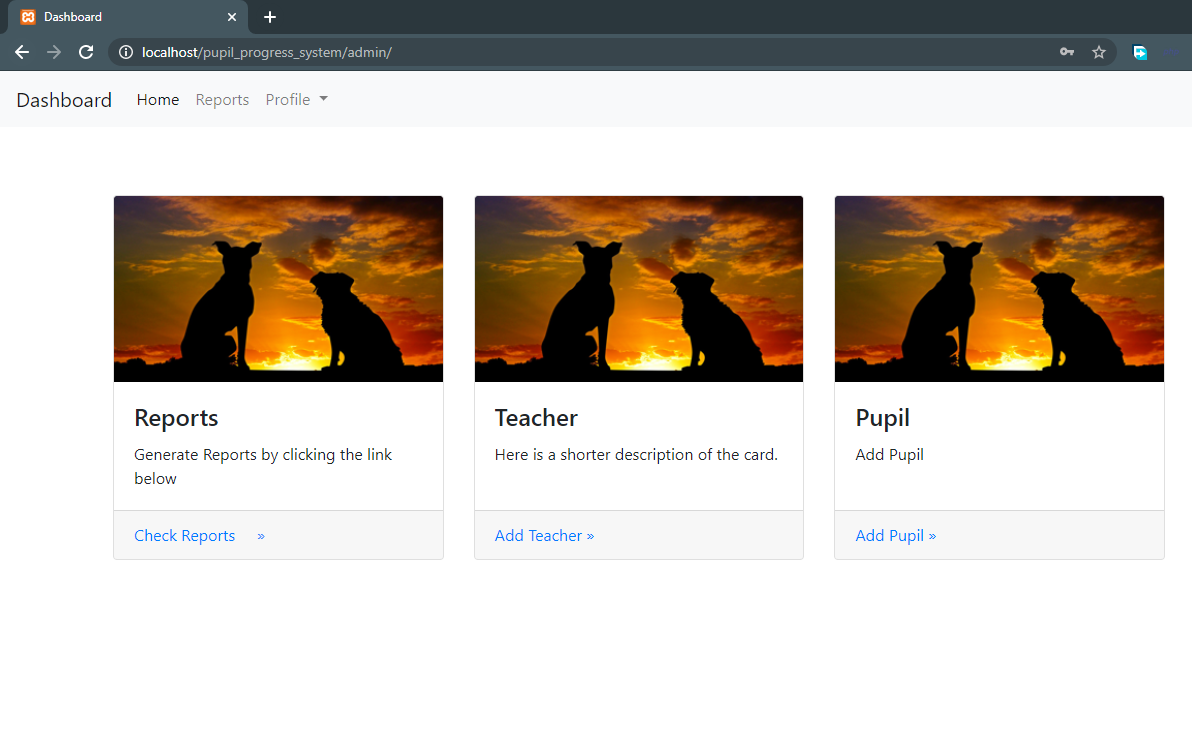 Dashboard
localhost/pupil_progress_system/admin/
Dashboard Home Reports Profile
Reports
Generate Reports by clicking the link
below
Check Reports »
Teacher
Here is a shorter description of the card.
Add Teacher »
Pupil
Add Pupil
Add Pupil »